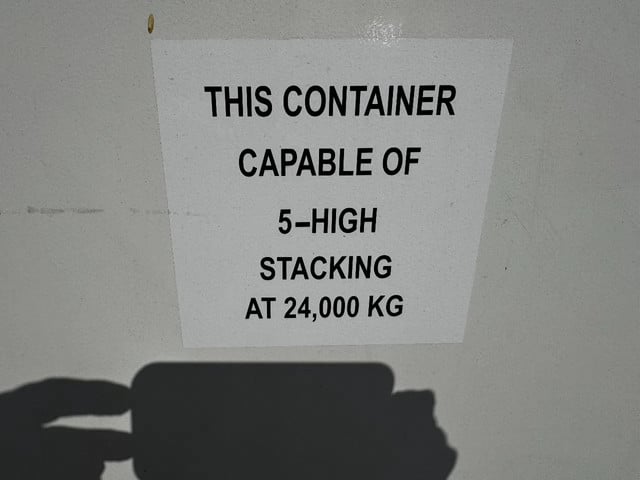 THIS CONTAINER
CAPABLE OF
5-HIGH
STACKING
AT 24,000 KG